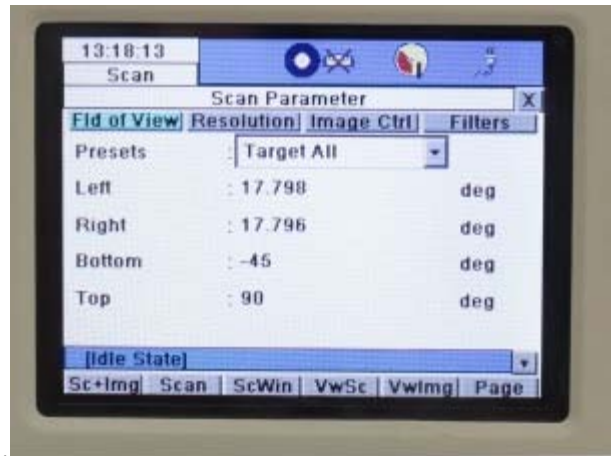 13:18:13
Scan
Scan Parameter X
Fld of View Resolution Image Ctrl Filters
Presets : Target All
Left : 17.798 deg
Right : 17.796 deg
Bottom : -45 deg
Top : 90 deg
[Idle State]
Sc+Img Scan ScWin VwSc VwImg Page